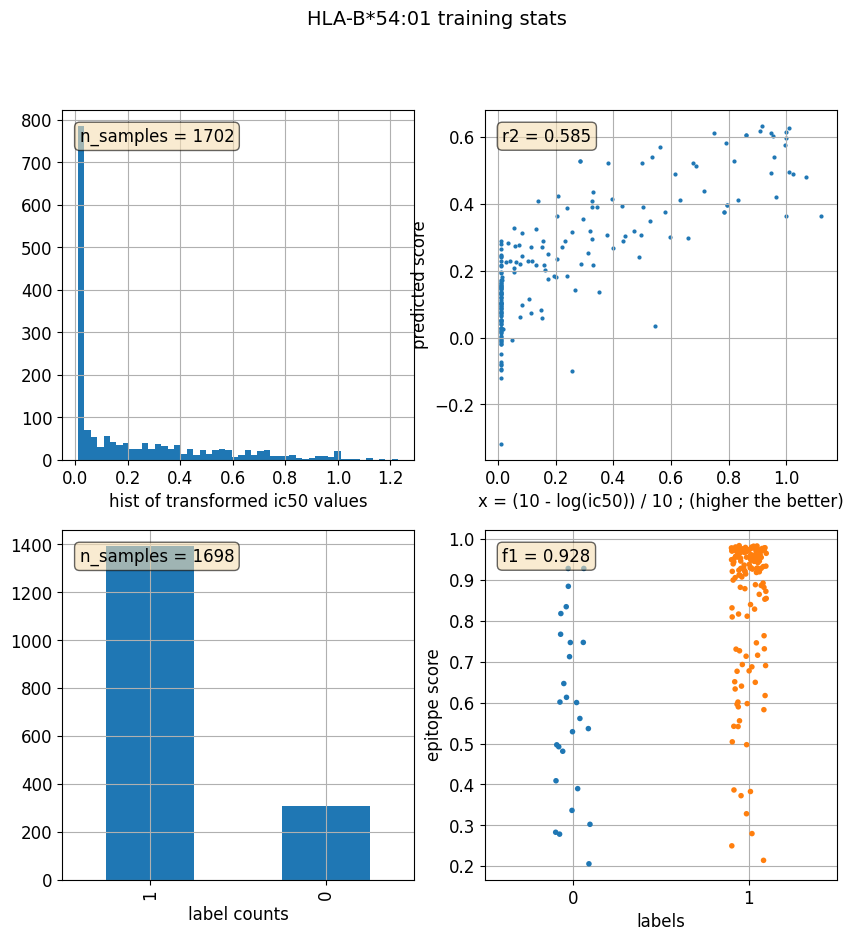 HLA-B*54:01 training stats
n_samples = 1702
800
700
600
500
400
300
200
100
0
0.0 0.2 0.4 0.6 0.8 1.0 1.2
hist of transformed ic50 values
r2 = 0.585
predicted score
0.6
0.4
0.2
0.0
−0.2
0.0 0.2 0.4 0.6 0.8 1.0
x = (10 - log(ic50)) / 10 ; (higher the better)
n_samples = 1698
1400
1200
1000
800
600
400
200
0
1 0
label counts
f1 = 0.928
epitope score
1.0
0.9
0.8
0.7
0.6
0.5
0.4
0.3
0.2
0 1
labels